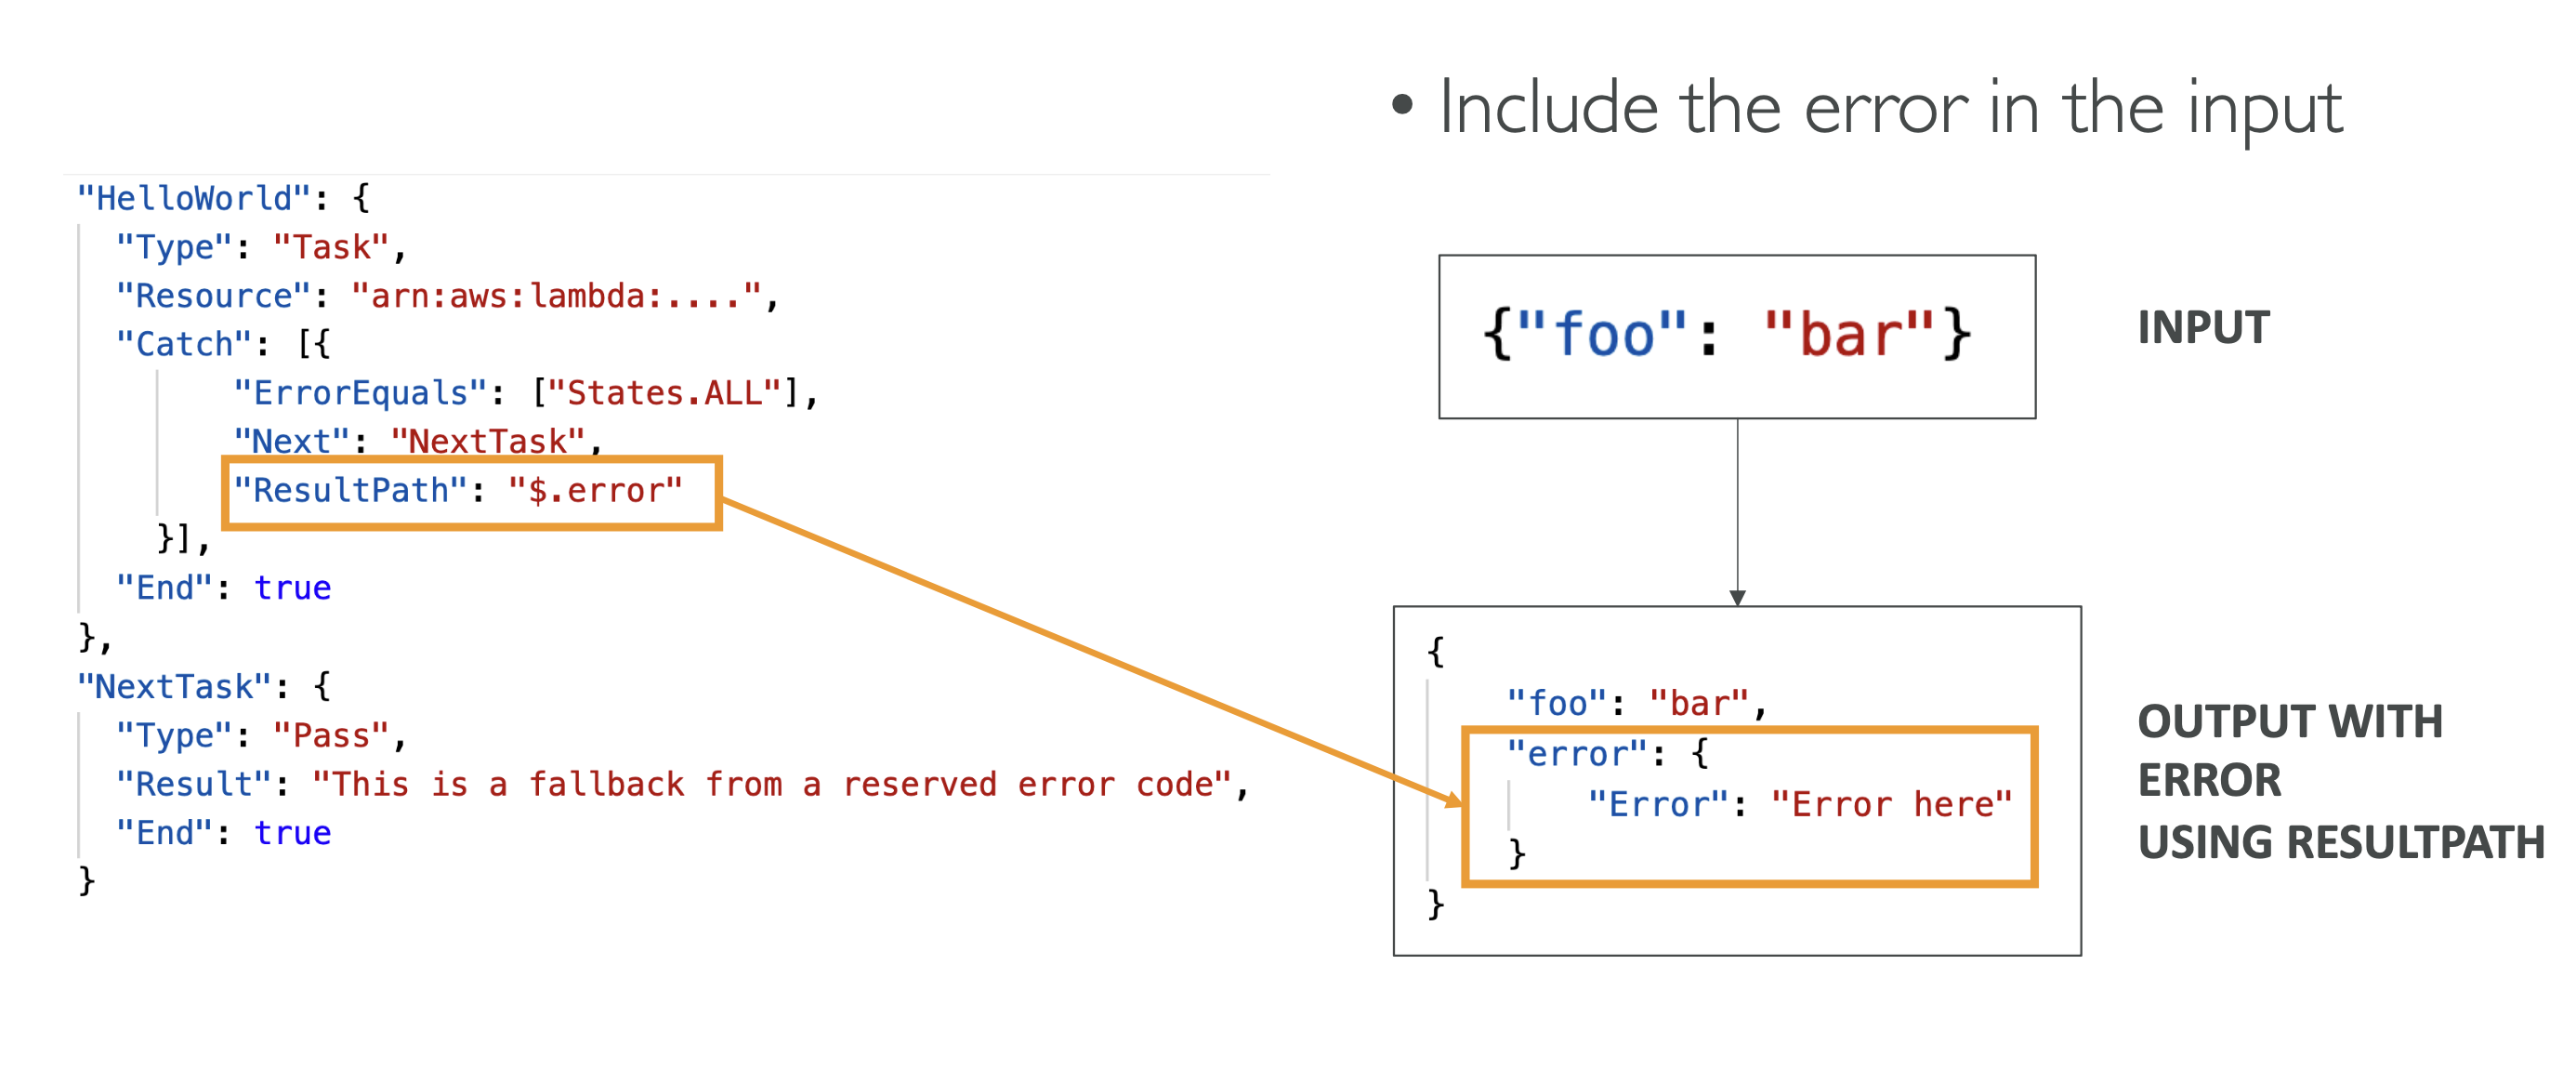 • Include the error in the input
"HelloWorld": {
"Type": "Task",
"Resource": "arn:aws:lambda:....",
"Catch": [{
"ErrorEquals": ["States.ALL"],
"Next": "NextTask",
"ResultPath": "$.error"
}],
"End": true
},
"NextTask": {
"Type": "Pass",
"Result": "This is a fallback from a reserved error code",
"End": true
}
{"foo": "bar"}
INPUT
{
"foo": "bar",
"error": {
"Error": "Error here"
}
}
OUTPUT WITH
ERROR
USING RESULTPATH